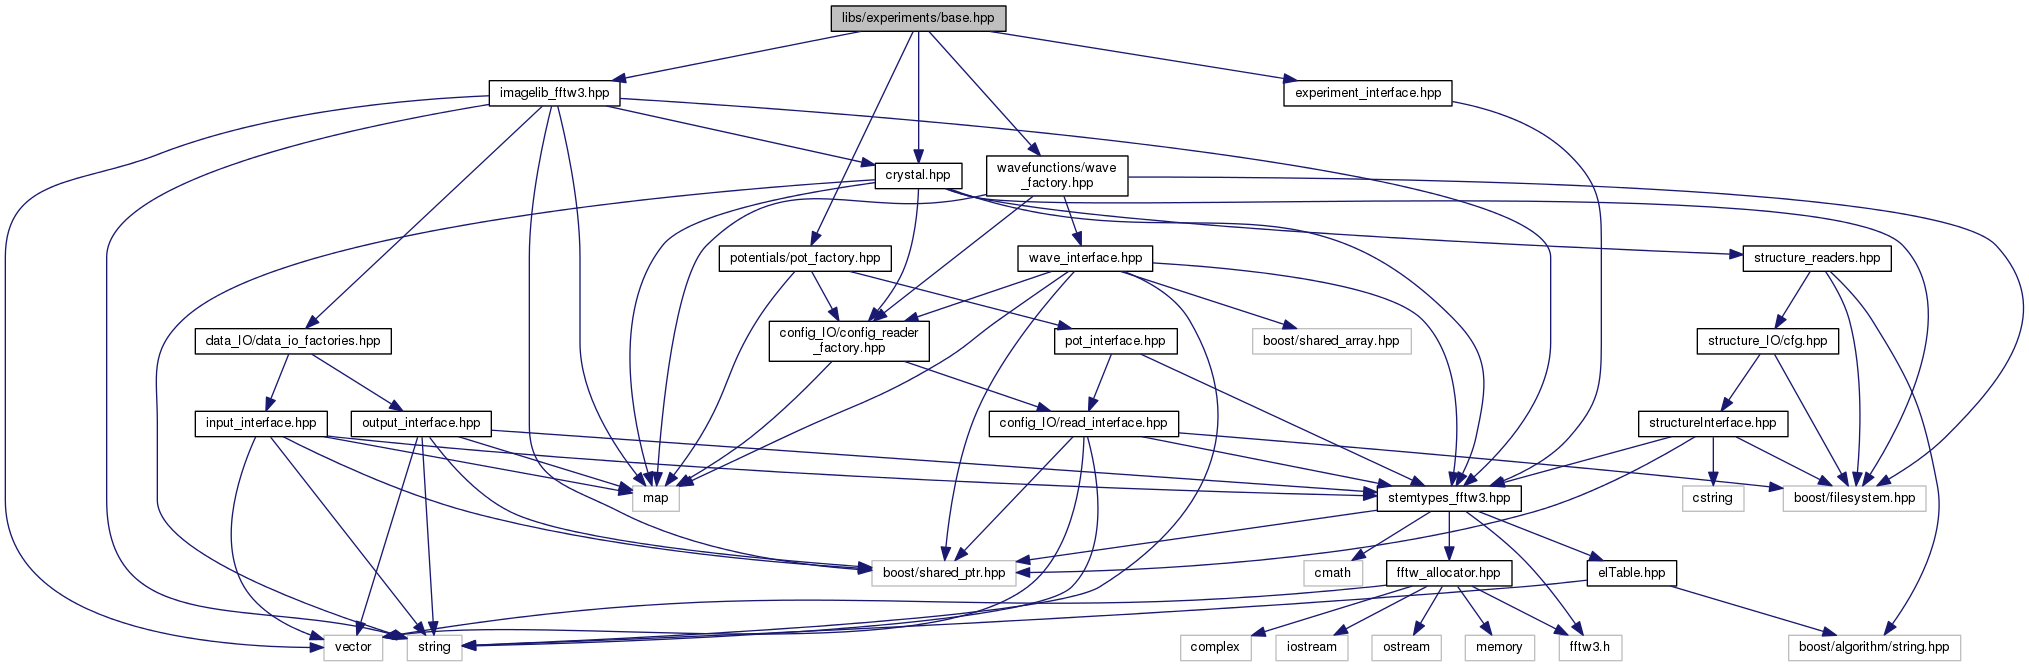 libs/experiments/base.hpp
imagelib_fftw3.hpp
experiment_interface.hpp
crystal.hpp
wavefunctions/wave
_factory.hpp
potentials/pot_factory.hpp
wave_interface.hpp
structure_readers.hpp
data_IO/data_io_factories.hpp
config_IO/config_reader
_factory.hpp
pot_interface.hpp
boost/shared_array.hpp
structure_IO/cfg.hpp
input_interface.hpp
output_interface.hpp
config_IO/read_interface.hpp
structureInterface.hpp
map
stemtypes_fftw3.hpp
cstring
boost/filesystem.hpp
boost/shared_ptr.hpp
cmath
fftw_allocator.hpp
elTable.hpp
vector
string
complex
iostream
ostream
memory
fftw3.h
boost/algorithm/string.hpp